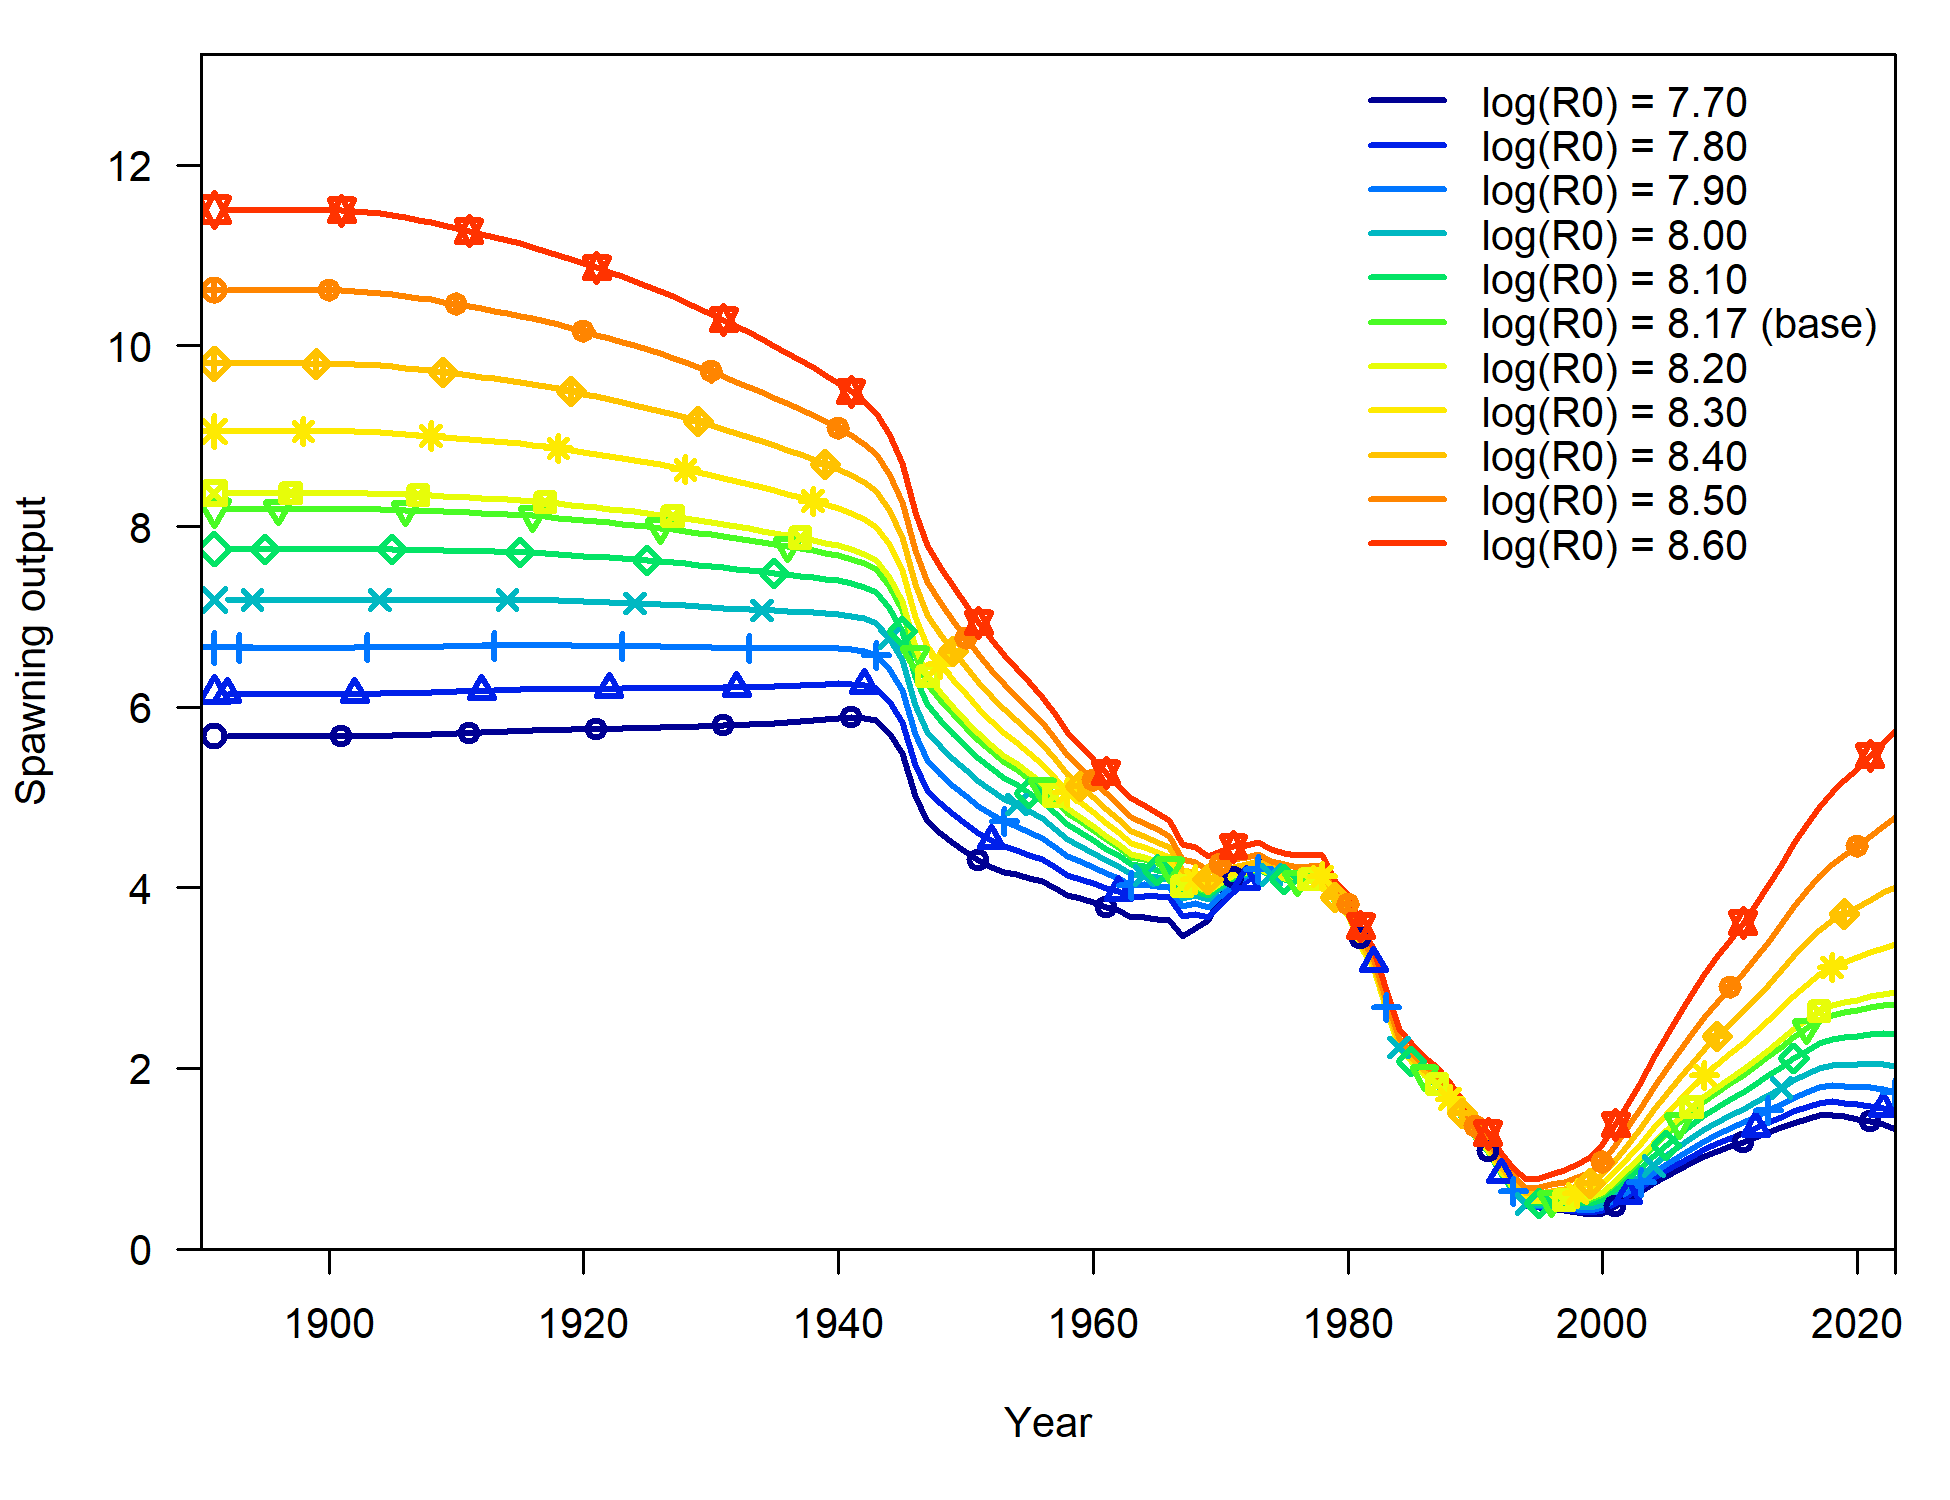 log(R0) = 7.70
log(R0) = 7.80
log(R0) = 7.90
log(R0) = 8.00
log(R0) = 8.10
log(R0) = 8.17 (base)
log(R0) = 8.20
log(R0) = 8.30
log(R0) = 8.40
log(R0) = 8.50
log(R0) = 8.60
Spawning output
12
10
8
6
4
2
0
1900 1920 1940 1960 1980 2000 2020
Year